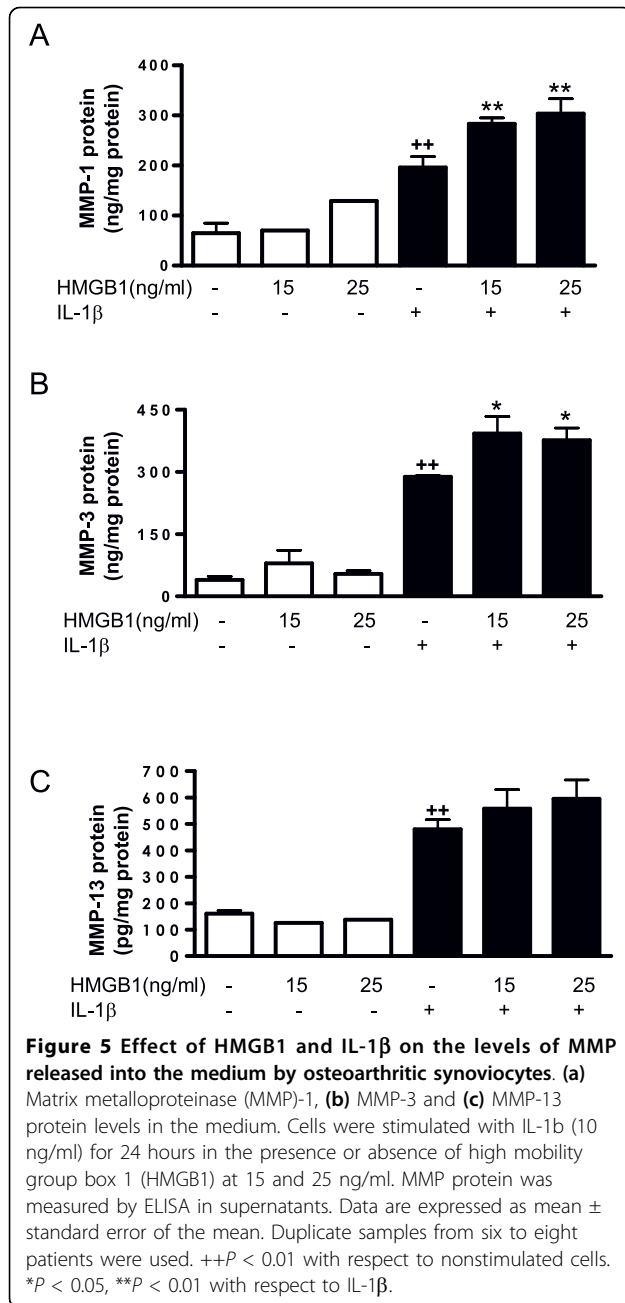 A
400
300
200
100
0
MMP-1 protein
(ng/mg protein)
++
**
**
HMGB1(ng/ml) - 15 25 - 15 25
IL-1β - - - + + +
B
450
300
150
0
MMP-3 protein
(ng/mg protein)
++
*
*
HMGB1(ng/ml) - 15 25 - 15 25
IL-1β - - - + + +
C
700
600
500
400
300
200
100
0
MMP-13 protein
(pg/mg protein)
++
HMGB1(ng/ml) - 15 25 - 15 25
IL-1β - - - + + +
Figure 5 Effect of HMGB1 and IL-1β on the levels of MMP
released into the medium by osteoarthritic synoviocytes. (a)
Matrix metalloproteinase (MMP)-1, (b) MMP-3 and (c) MMP-13
protein levels in the medium. Cells were stimulated with IL-1b (10
ng/ml) for 24 hours in the presence or absence of high mobility
group box 1 (HMGB1) at 15 and 25 ng/ml. MMP protein was
measured by ELISA in supernatants. Data are expressed as mean ±
standard error of the mean. Duplicate samples from six to eight
patients were used. ++P < 0.01 with respect to nonstimulated cells.
*P < 0.05, **P < 0.01 with respect to IL-1β.